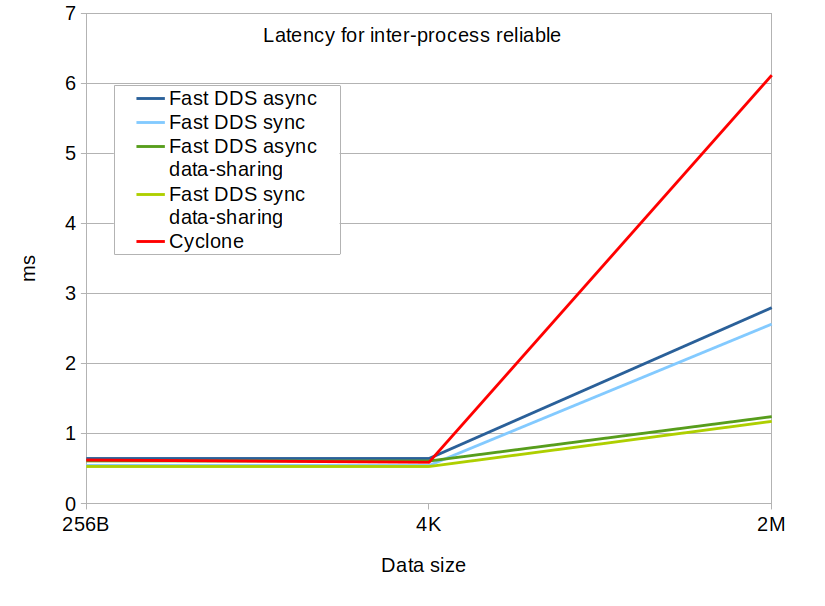 Latency for inter-process reliable
7
6
5
4
3
2
1
0
ms
Fast DDS async
Fast DDS sync
Fast DDS async
data-sharing
Fast DDS sync
data-sharing
Cyclone
256B 4K 2M
Data size